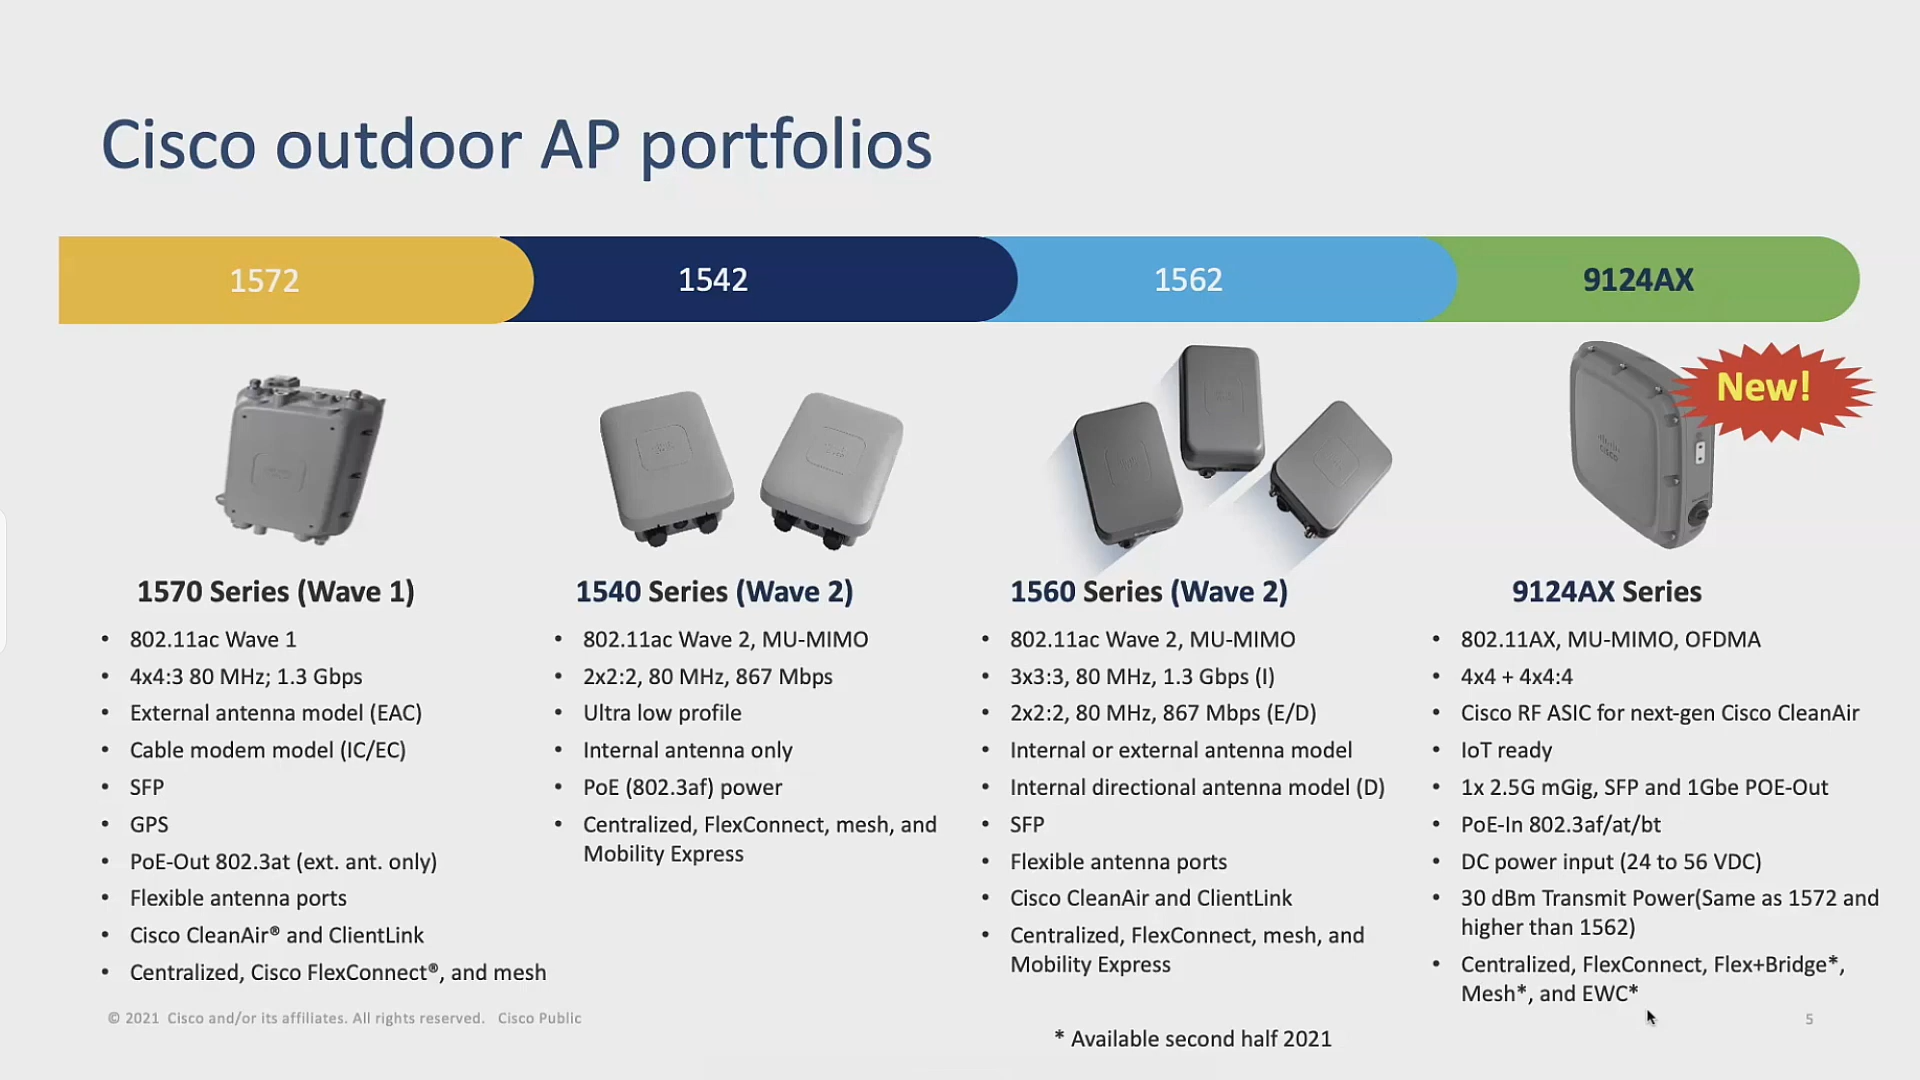 Cisco outdoor AP portfolios
1572
1542
1562
9124AX
New!
1570 Series (Wave 1)
• 802.11ac Wave 1
• 4x4:3 80 MHz; 1.3 Gbps
• External antenna model (EAC)
• Cable modem model (IC/EC)
• SFP
• GPS
• PoE-Out 802.3at (ext. ant. only)
• Flexible antenna ports
• Cisco CleanAir® and ClientLink
• Centralized, Cisco FlexConnect®, and mesh
1540 Series (Wave 2)
• 802.11ac Wave 2, MU-MIMO
• 2x2:2, 80 MHz, 867 Mbps
• Ultra low profile
• Internal antenna only
• PoE (802.3af) power
• Centralized, FlexConnect, mesh, and
Mobility Express
1560 Series (Wave 2)
• 802.11ac Wave 2, MU-MIMO
• 3x3:3, 80 MHz, 1.3 Gbps (I)
• 2x2:2, 80 MHz, 867 Mbps (E/D)
• Internal or external antenna model
• Internal directional antenna model (D)
• SFP
• Flexible antenna ports
• Cisco CleanAir and ClientLink
• Centralized, FlexConnect, mesh, and
Mobility Express
9124AX Series
• 802.11AX, MU-MIMO, OFDMA
• 4x4 + 4x4:4
• Cisco RF ASIC for next-gen Cisco CleanAir
• IoT ready
• 1x 2.5G mGig, SFP and 1Gbe POE-Out
• PoE-In 802.3af/at/bt
• DC power input (24 to 56 VDC)
• 30 dBm Transmit Power(Same as 1572 and
higher than 1562)
• Centralized, FlexConnect, Flex+Bridge*,
Mesh*, and EWC*
© 2021 Cisco and/or its affiliates. All rights reserved. Cisco Public
5
* Available second half 2021